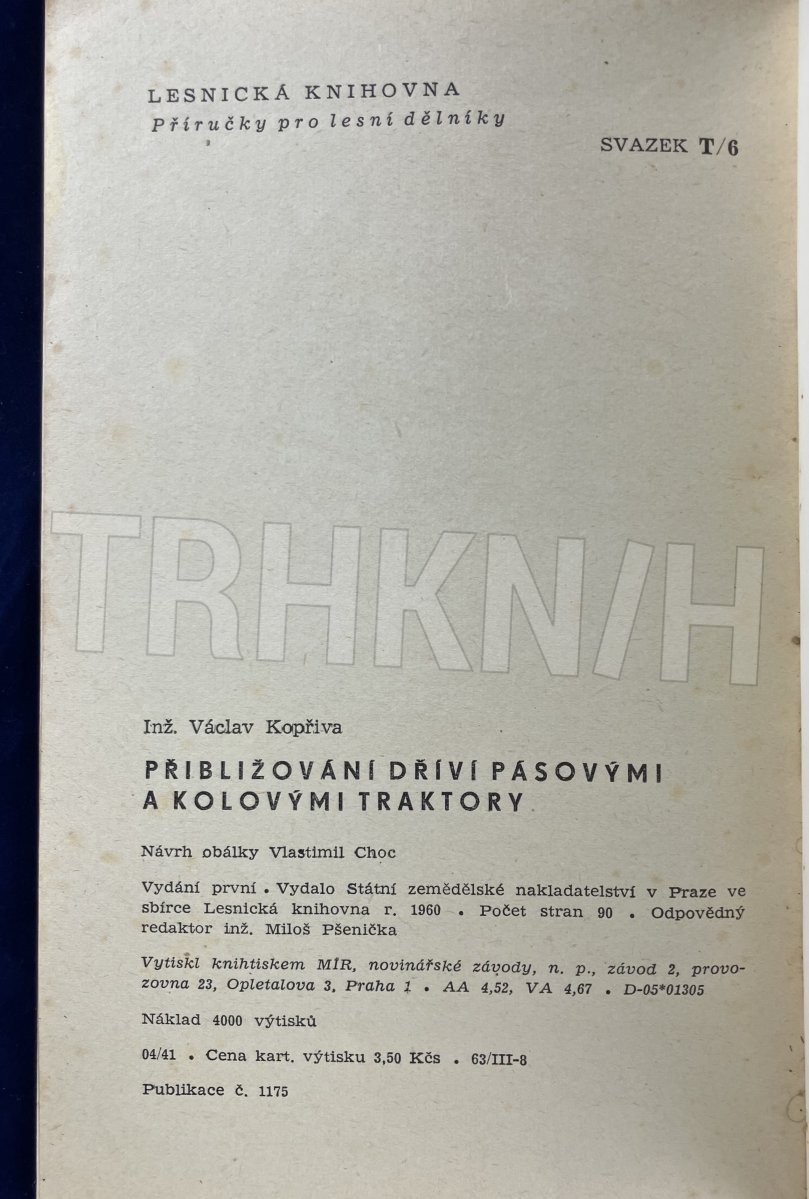 LESNICKÁ KNIHOVNA
Příručky pro lesní dělníky
SVAZEK T/6
TRHKNIH
Inž. Václav Kopřiva
PŘIBLIŽOVÁNÍ DŘÍVÍ PÁSOVÝMI
A KOLOVÝMI TRAKTORY
Návrh obálky Vlastimil Choc
Vydání první • Vydalo Státní zemědělské nakladatelství v Praze ve
sbírce Lesnická knihovna r. 1960 • Počet stran 90 • Odpovědný
redaktor inž. Miloš Pšenička
Vytiskl knihtiskem MÍR, novinářské závody, n. p., závod 2, provo-
zovna 23, Opletalova 3, Praha 1 • AA 4,52, VA 4,67 • D-05*01305
Náklad 4000 výtisků
04/41 • Cena kart. výtisku 3,50 Kčs • 63/III-8
Publikace č. 1175